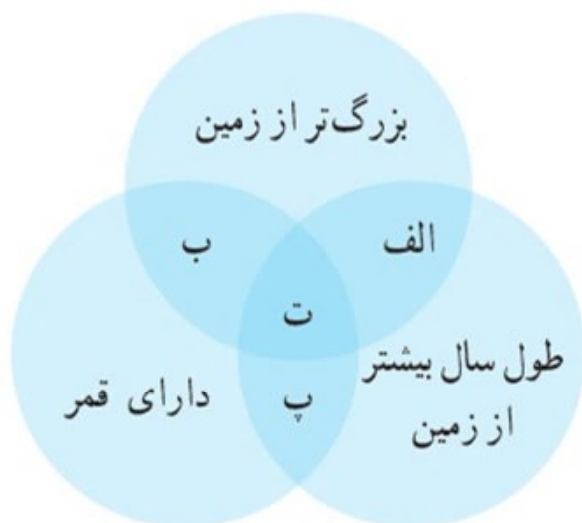 بزرگ‌تر از زمین
الف
ب
ت
طول سال بیشتر
از زمین
دارای قمر
پ